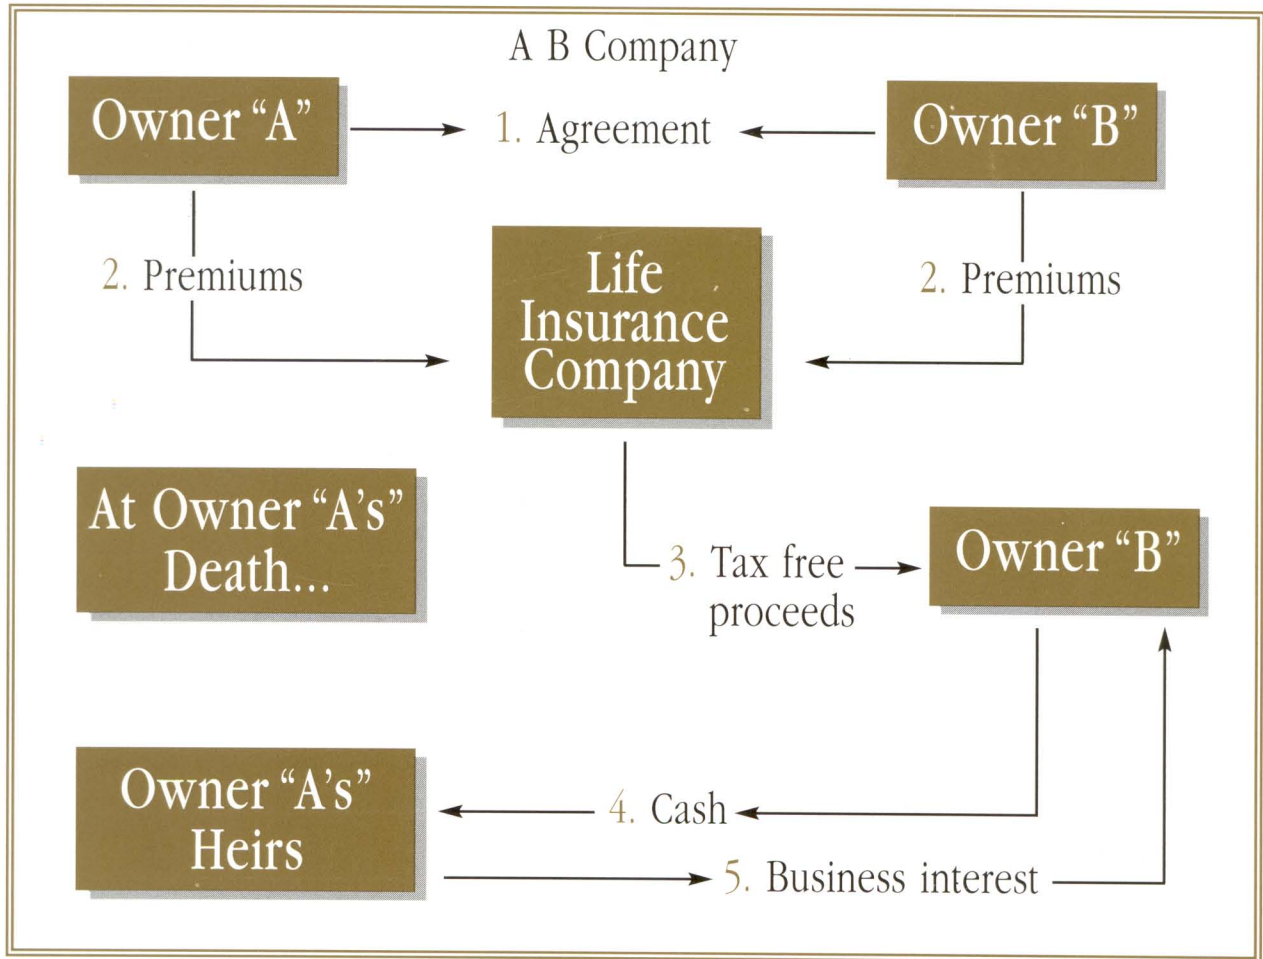 A B Company
Owner “A”
1. Agreement
Owner “B”
2. Premiums
Life
Insurance
Company
2. Premiums
At Owner “A's”
Death...
3. Tax free
proceeds
Owner “B”
Owner “A's”
Heirs
4. Cash
5. Business interest